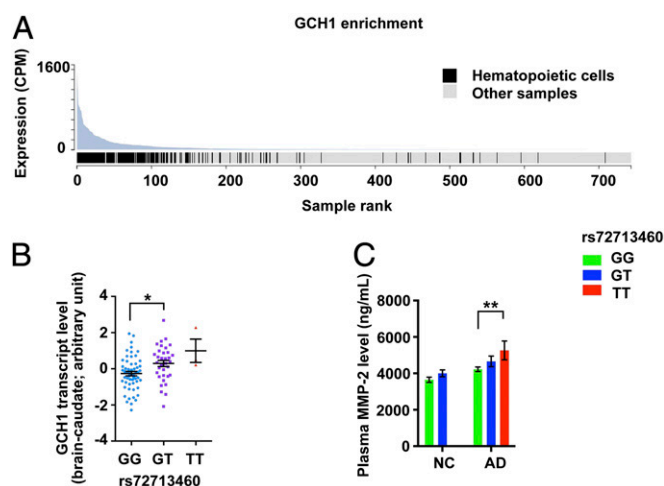 A
GCH1 enrichment
Expression (CPM)
1600
0
Hematopoietic cells
Other samples
0 100 200 300 400 500 600 700
Sample rank
B
GCH1 transcript level
(brain-caudate; arbitrary unit)
4
2
0
-2
-4
*
GG GT TT
rs72713460
C
rs72713460
GG
GT
TT
Plasma MMP-2 level (ng/mL)
8000
6000
4000
2000
0
**
NC AD